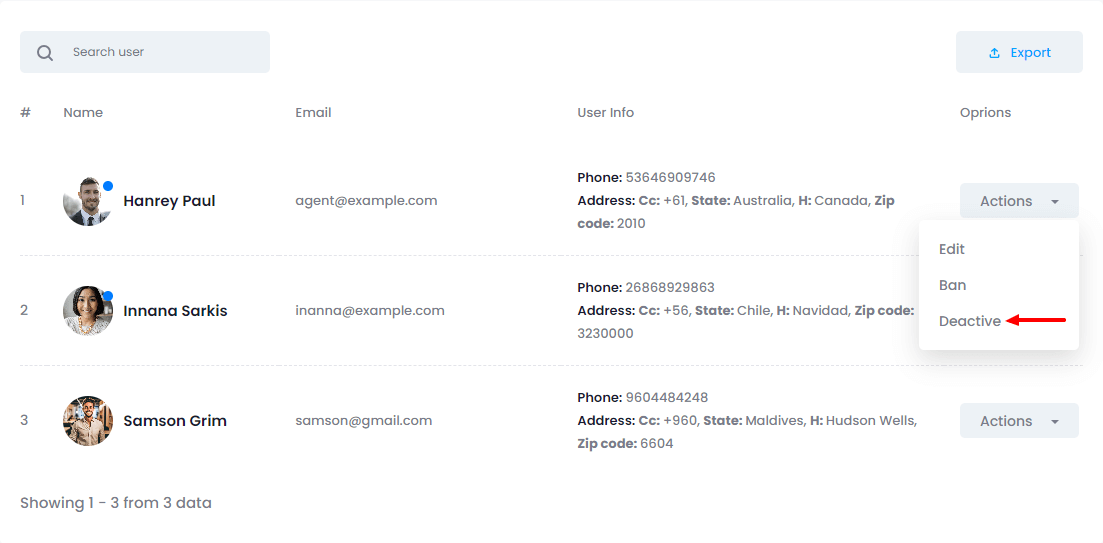 Search user
Export
# Name Email User Info Oprions
1 Hanrey Paul agent@example.com
Phone: 53646909746
Address: Cc: +61, State: Australia, H: Canada, Zip
code: 2010
Actions
Edit
Ban
Deactive
2 Innana Sarkis inanna@example.com
Phone: 26868929863
Address: Cc: +56, State: Chile, H: Navidad, Zip code:
3230000
3 Samson Grim samson@gmail.com
Phone: 9604484248
Address: Cc: +960, State: Maldives, H: Hudson Wells,
Zip code: 6604
Actions
Showing 1 - 3 from 3 data